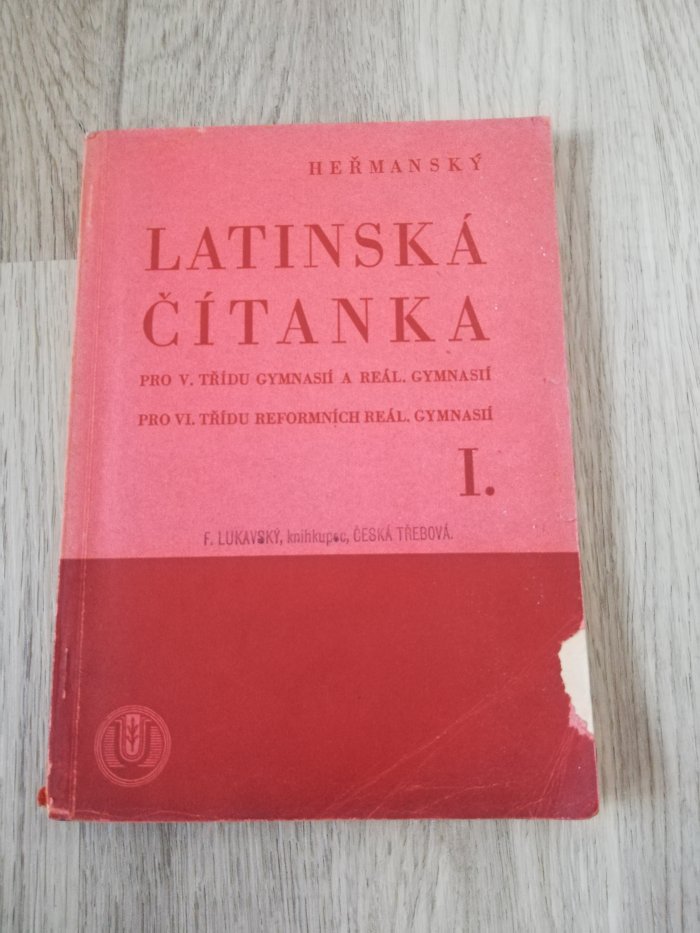 HEŘMANSKÝ
LATINSKÁ
ČÍTANKA
PRO V. TŘÍDU GYMNASIÍ A REÁL. GYMNASIÍ
PRO VI. TŘÍDU REFORMNÍCH REÁL. GYMNASIÍ
I.
F. LUKAVSKÝ, knihkupec, ČESKÁ TŘEBOVÁ.
U